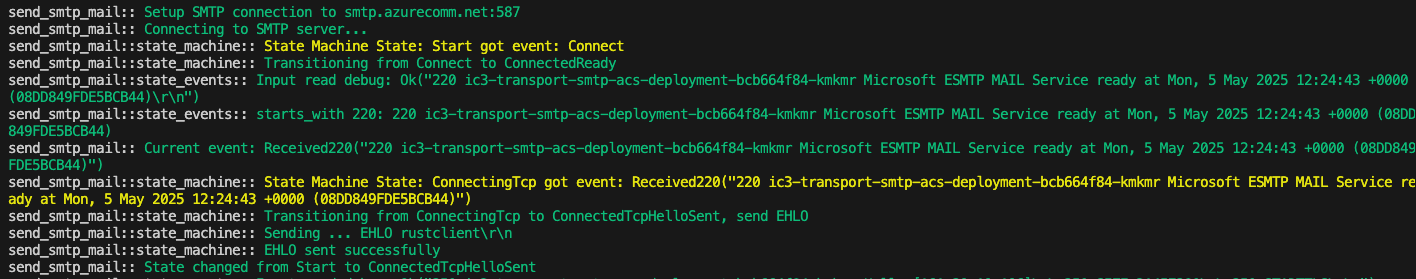 send_smtp_mail:: Setup SMTP connection to smtp.azurecomm.net:587
send_smtp_mail:: Connecting to SMTP server...
send_smtp_mail::state_machine:: State Machine State: Start got event: Connect
send_smtp_mail::state_machine:: Transitioning from Connect to ConnectedReady
send_smtp_mail::state_events:: Input read debug: Ok("220 ic3-transport-smtp-acs-deployment-bcb664f84-kmkmr Microsoft ESMTP MAIL Service ready at Mon, 5 May 2025 12:24:43 +0000
(08DD849FDE5BCB44)\r\n")
send_smtp_mail::state_events:: starts_with 220: 220 ic3-transport-smtp-acs-deployment-bcb664f84-kmkmr Microsoft ESMTP MAIL Service ready at Mon, 5 May 2025 12:24:43 +0000 (08DD
849FDE5BCB44)
send_smtp_mail:: Current event: Received220("220 ic3-transport-smtp-acs-deployment-bcb664f84-kmkmr Microsoft ESMTP MAIL Service ready at Mon, 5 May 2025 12:24:43 +0000 (08DD849
FDE5BCB44)")
send_smtp_mail::state_machine:: State Machine State: ConnectingTcp got event: Received220("220 ic3-transport-smtp-acs-deployment-bcb664f84-kmkmr Microsoft ESMTP MAIL Service re
ady at Mon, 5 May 2025 12:24:43 +0000 (08DD849FDE5BCB44)")
send_smtp_mail::state_machine:: Transitioning from ConnectingTcp to ConnectedTcpHelloSent, send EHLO
send_smtp_mail::state_machine:: Sending ... EHLO rustclient\r\n
send_smtp_mail::state_machine:: EHLO sent successfully
send_smtp_mail:: State changed from Start to ConnectedTcpHelloSent